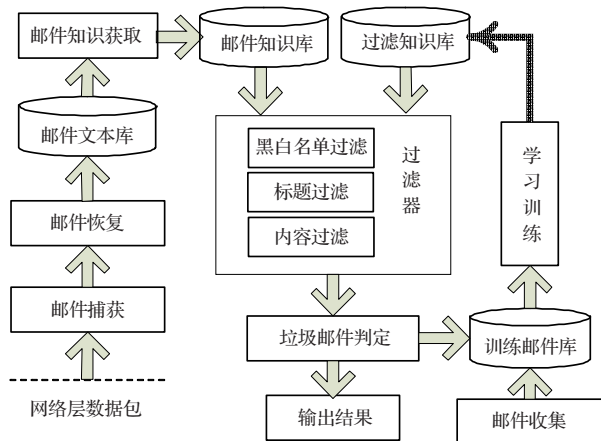 邮件知识获取
邮件知识库
过滤知识库
邮件文本库
黑白名单过滤
标题过滤
内容过滤
过滤器
学习训练
邮件恢复
邮件捕获
垃圾邮件判定
训练邮件库
网络层数据包
输出结果
邮件收集